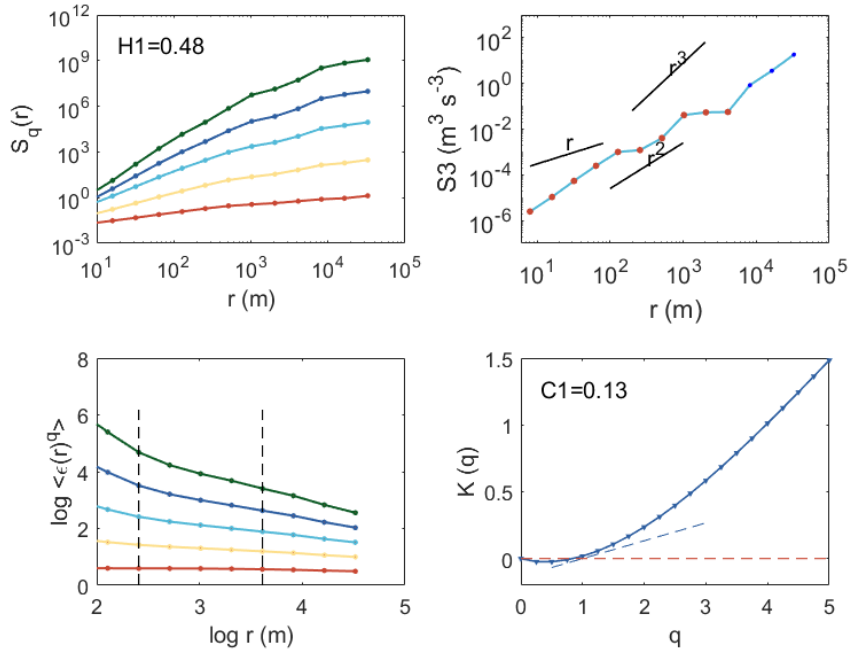 H1=0.48
S_q(r)
10^12
10^9
10^6
10^3
10^0
10^-3
10^1 10^2 10^3 10^4 10^5
r (m)
S3 (m^3 s^-3)
10^2
10^0
10^-2
10^-4
10^-6
r
r^2
r^3
10^1 10^2 10^3 10^4 10^5
r (m)
log <ϵ(r)^q>
8
6
4
2
0
2 3 4 5
log r (m)
C1=0.13
K (q)
1.5
1
0.5
0
0 1 2 3 4 5
q